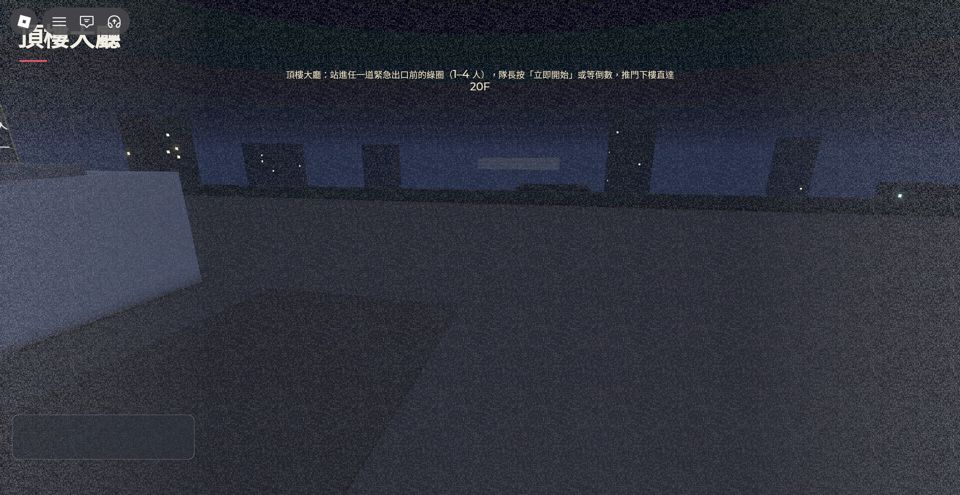 頂樓大廳
頂樓大廳：站進任一道緊急出口前的綠圈（1–4 人），隊長按「立即開始」或等倒數，推門下樓直達
20F